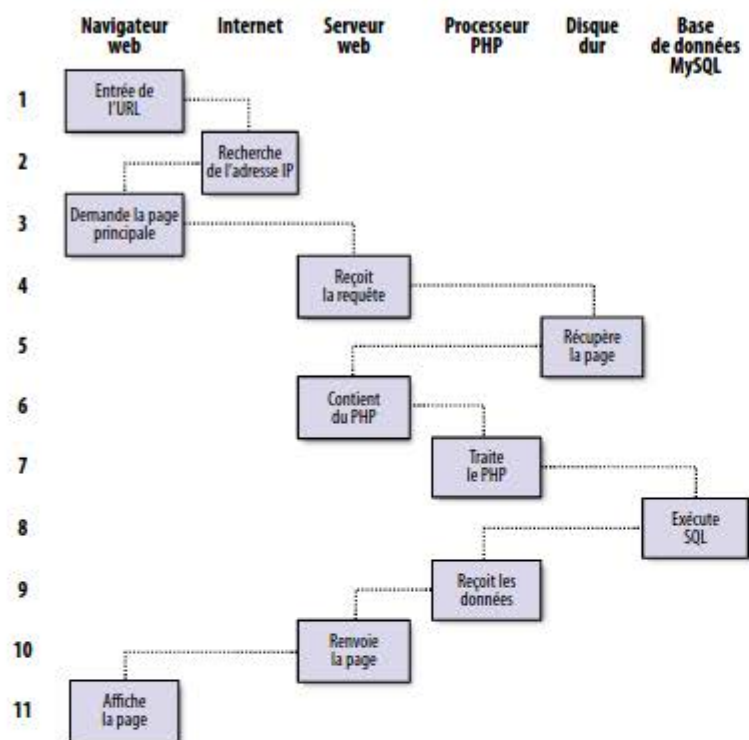 Navigateur
web
Internet
Serveur
web
Processeur
PHP
Disque
dur
Base
de données
MySQL
1
Entrée de
l'URL
2
Recherche
de l'adresse IP
3
Demande la page
principale
4
Reçoit
la requête
5
Récupère
la page
6
Contient
du PHP
7
Traite
le PHP
8
Exécute
SQL
9
Reçoit les
données
10
Renvoie
la page
11
Affiche
la page